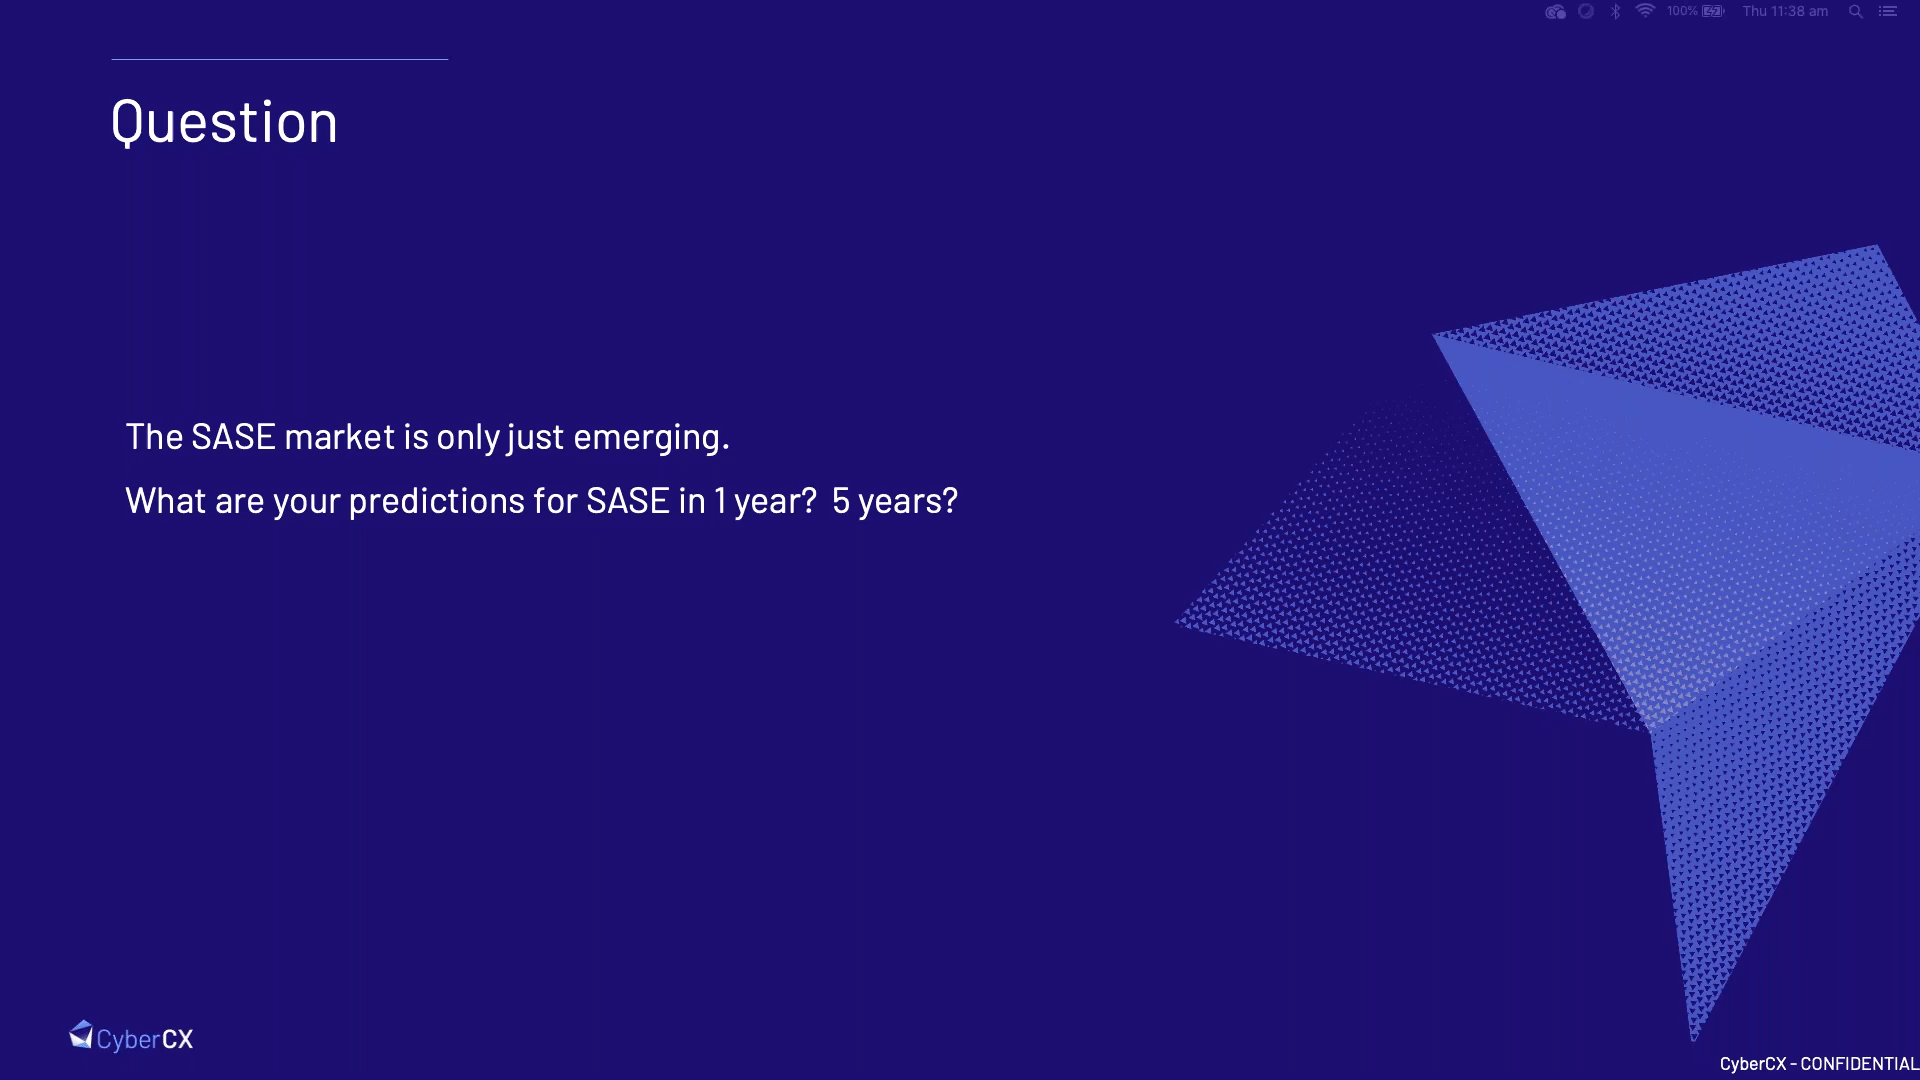 100% Thu 11:38 am
Question
The SASE market is only just emerging.
What are your predictions for SASE in 1 year?  5 years?
CyberCX
CyberCX - CONFIDENTIAL